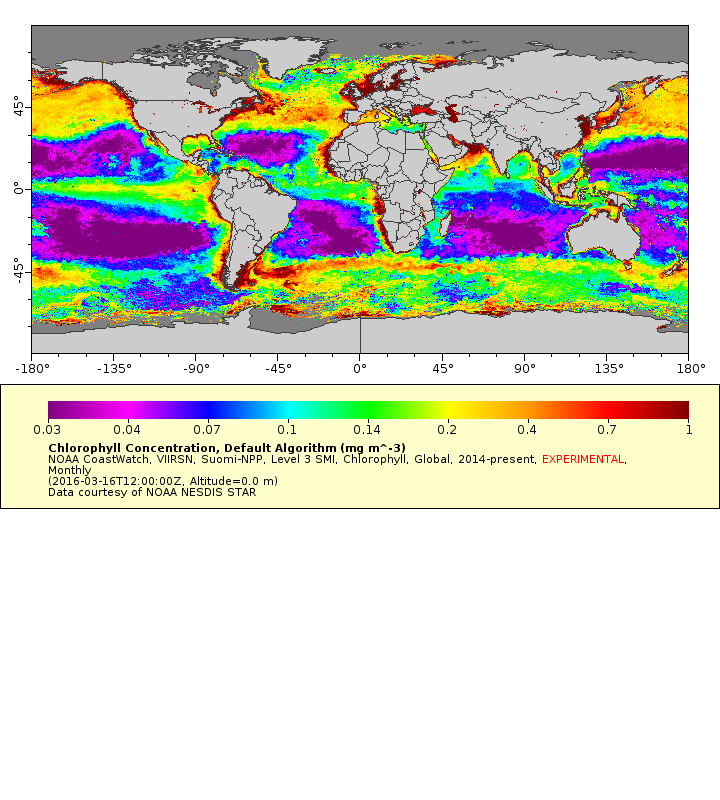 45°
0°
-45°
-180° -135° -90° -45° 0° 45° 90° 135° 180°
0.03 0.04 0.07 0.1 0.14 0.2 0.4 0.7 1
Chlorophyll Concentration, Default Algorithm (mg m^-3)
NOAA CoastWatch, VIIRSN, Suomi-NPP, Level 3 SMI, Chlorophyll, Global, 2014-present, EXPERIMENTAL,
Monthly
(2016-03-16T12:00:00Z, Altitude=0.0 m)
Data courtesy of NOAA NESDIS STAR